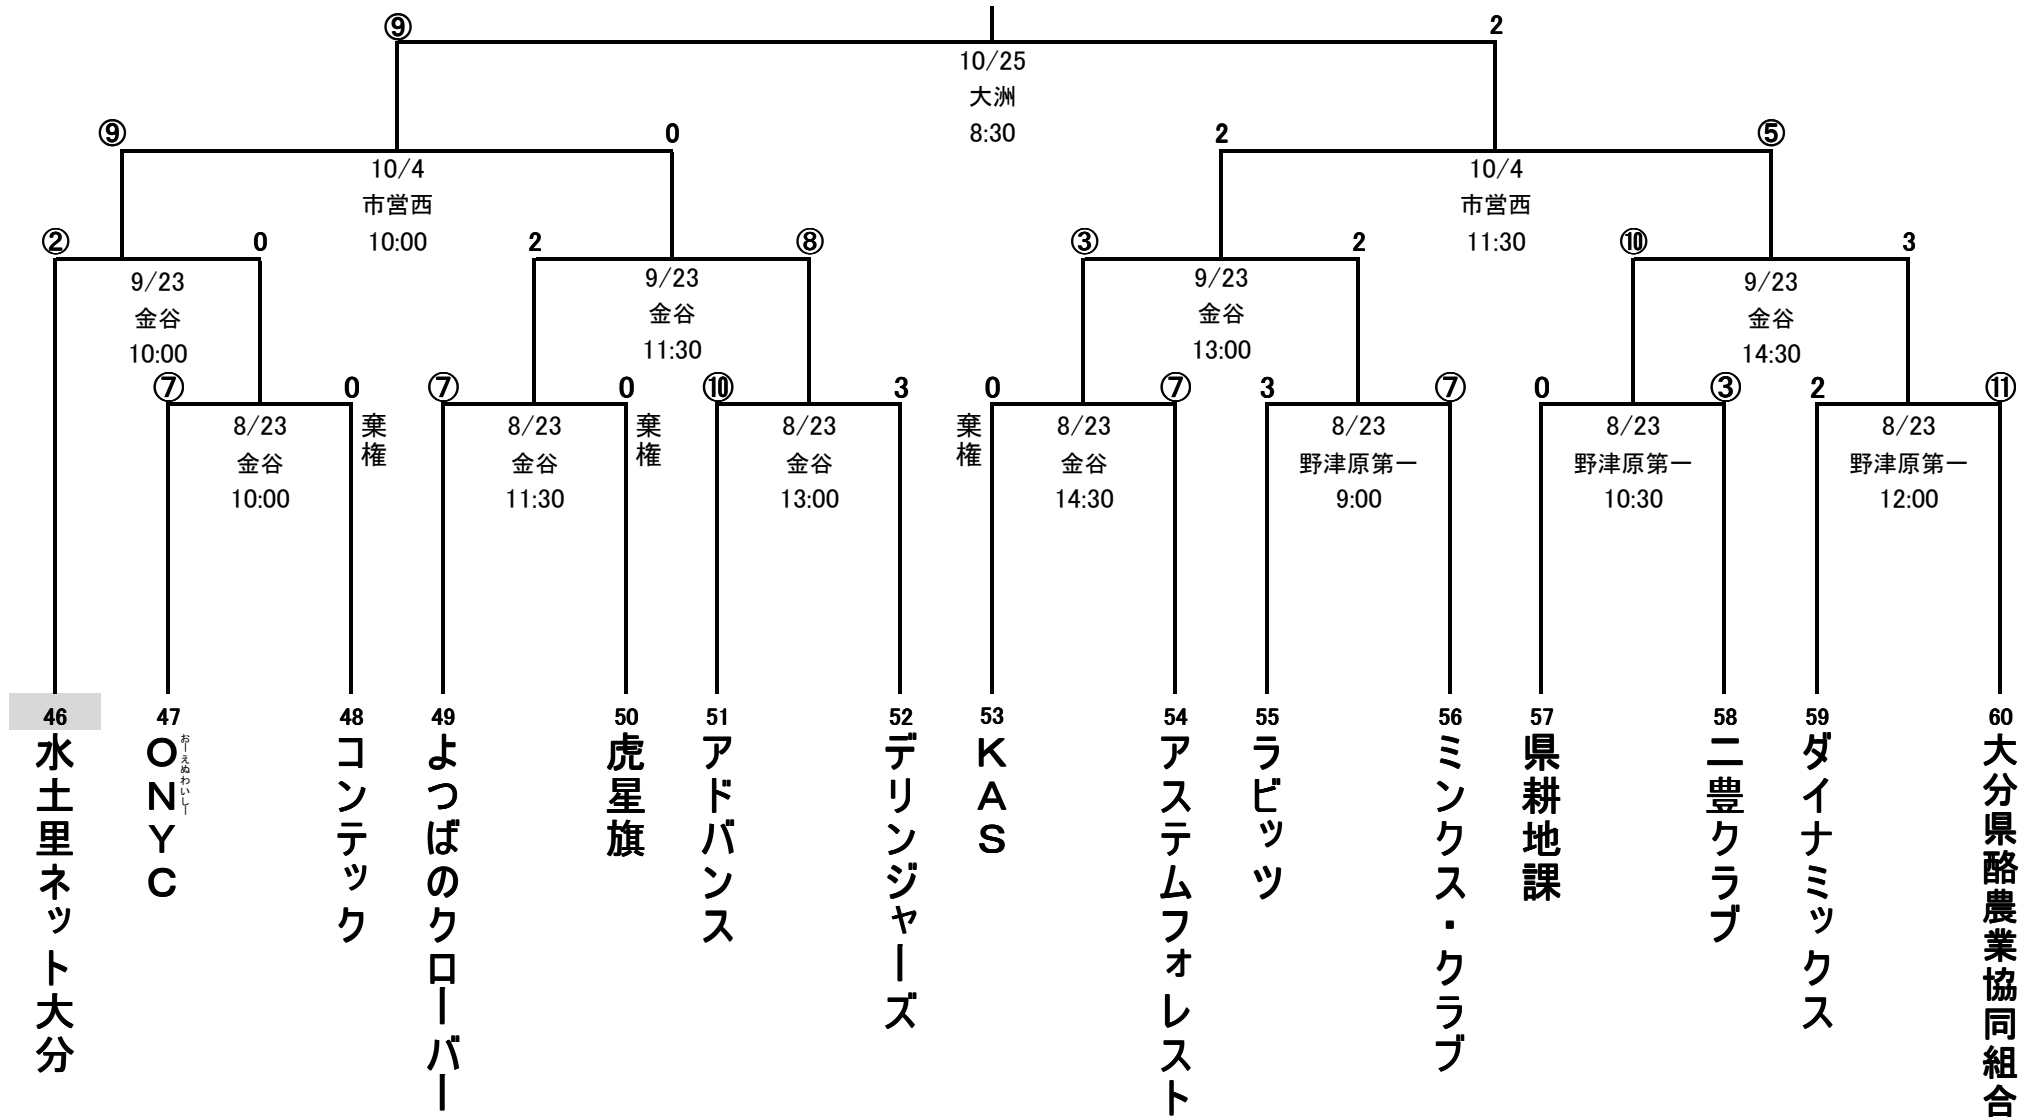 ⑨
2
10/25
大洲
8:30
⑨
0
2
⑤
10/4
市営西
10:00
10/4
市営西
11:30
②
0
2
⑧
③
2
⑩
3
9/23
金谷
10:00
9/23
金谷
11:30
9/23
金谷
13:00
9/23
金谷
14:30
⑦
0
⑦
0
⑩
3
0
⑦
3
⑦
0
③
2
⑪
8/23
金谷
10:00
棄権
8/23
金谷
11:30
棄権
8/23
金谷
13:00
棄権
8/23
金谷
14:30
8/23
野津原第一
9:00
8/23
野津原第一
10:30
8/23
野津原第一
12:00
46
水土里ネット大分
47
ONYC
おーえぬわいしー
48
コンテック
49
よつばのクローバー
50
虎星旗
51
アドバンス
52
デリンジャーズ
53
KAS
54
アステムフォレスト
55
ラビッツ
56
ミンクス・クラブ
57
県耕地課
58
二豊クラブ
59
ダイナミックス
60
大分県酪農業協同組合